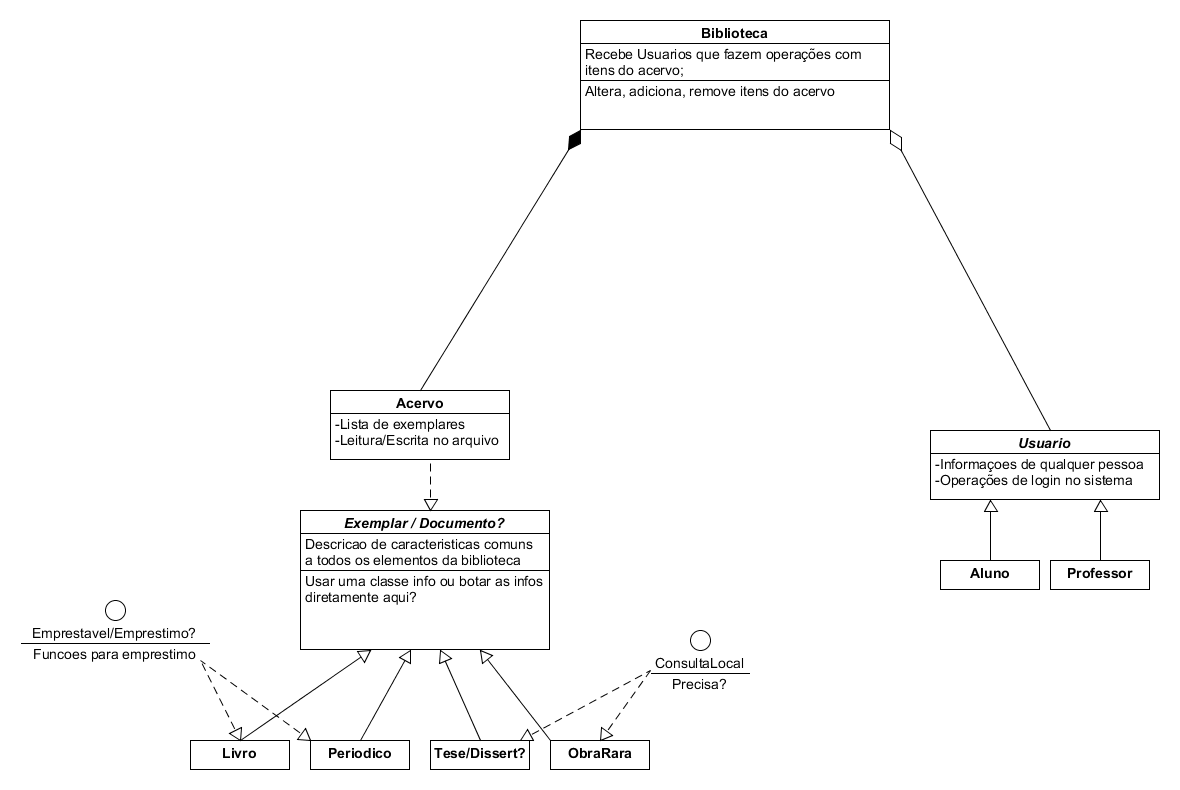 Biblioteca
Recebe Usuarios que fazem operações com
itens do acervo;
Altera, adiciona, remove itens do acervo
Acervo
-Lista de exemplares
-Leitura/Escrita no arquivo
Usuario
-Informaçoes de qualquer pessoa
-Operações de login no sistema
Exemplar / Documento?
Descricao de caracteristicas comuns
a todos os elementos da biblioteca
Usar uma classe info ou botar as infos
diretamente aqui?
Aluno
Professor
Emprestavel/Emprestimo?
Funcoes para emprestimo
ConsultaLocal
Precisa?
Livro
Periodico
Tese/Dissert?
ObraRara